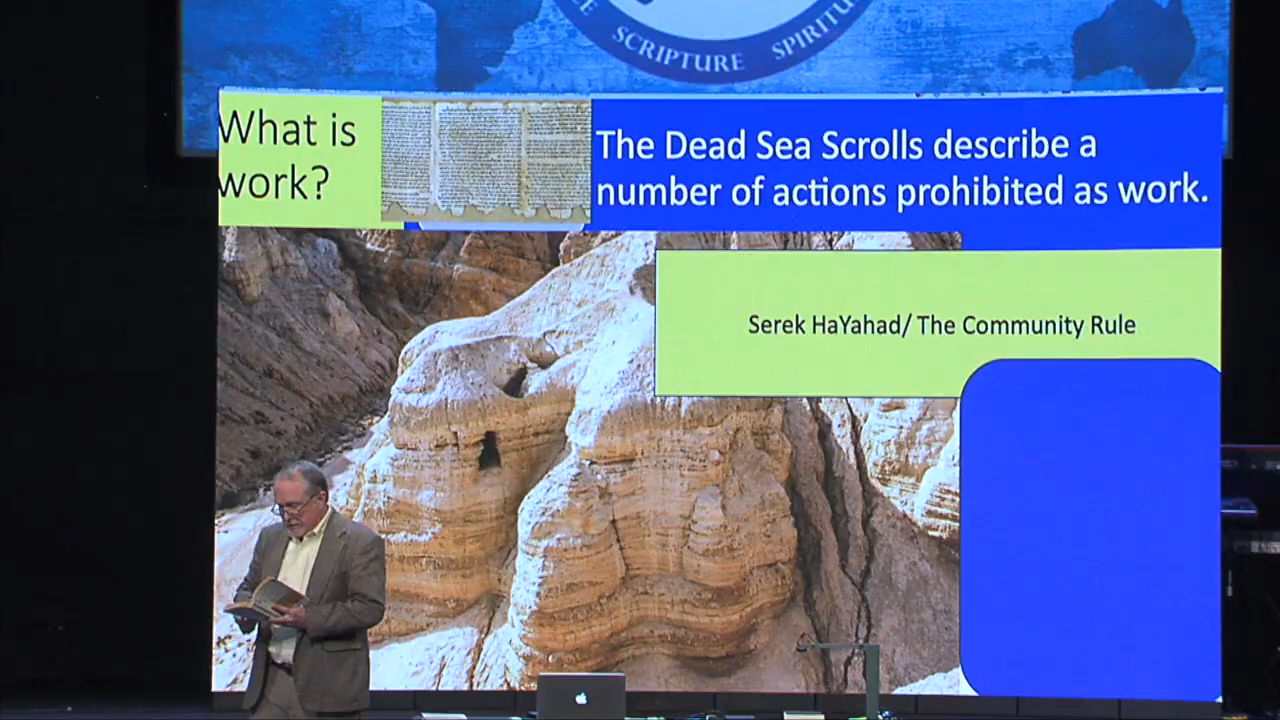 SCRIPTURE SPIRITU
What is
work?
The Dead Sea Scrolls describe a
number of actions prohibited as work.
Serek HaYahad/ The Community Rule